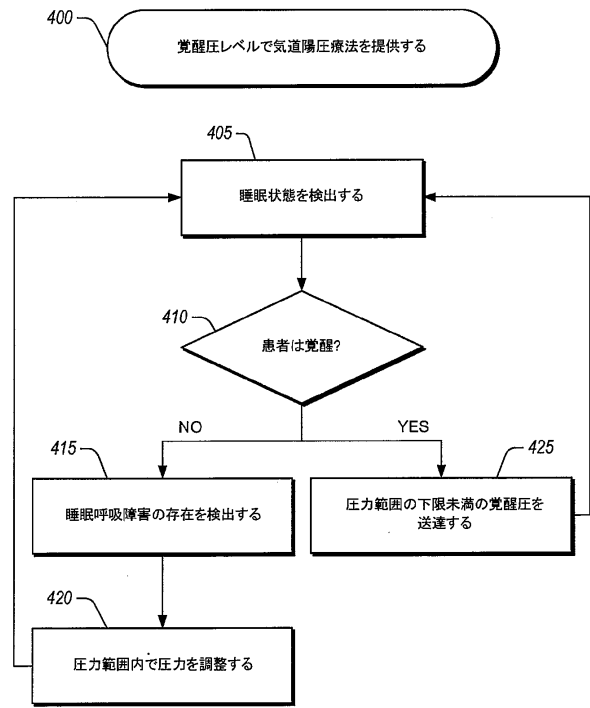 400
覚醒圧レベルで気道陽圧療法を提供する
405
睡眠状態を検出する
410
患者は覚醒?
NO
YES
415
睡眠呼吸障害の存在を検出する
425
圧力範囲の下限未満の覚醒圧を
送達する
420
圧力範囲内で圧力を調整する